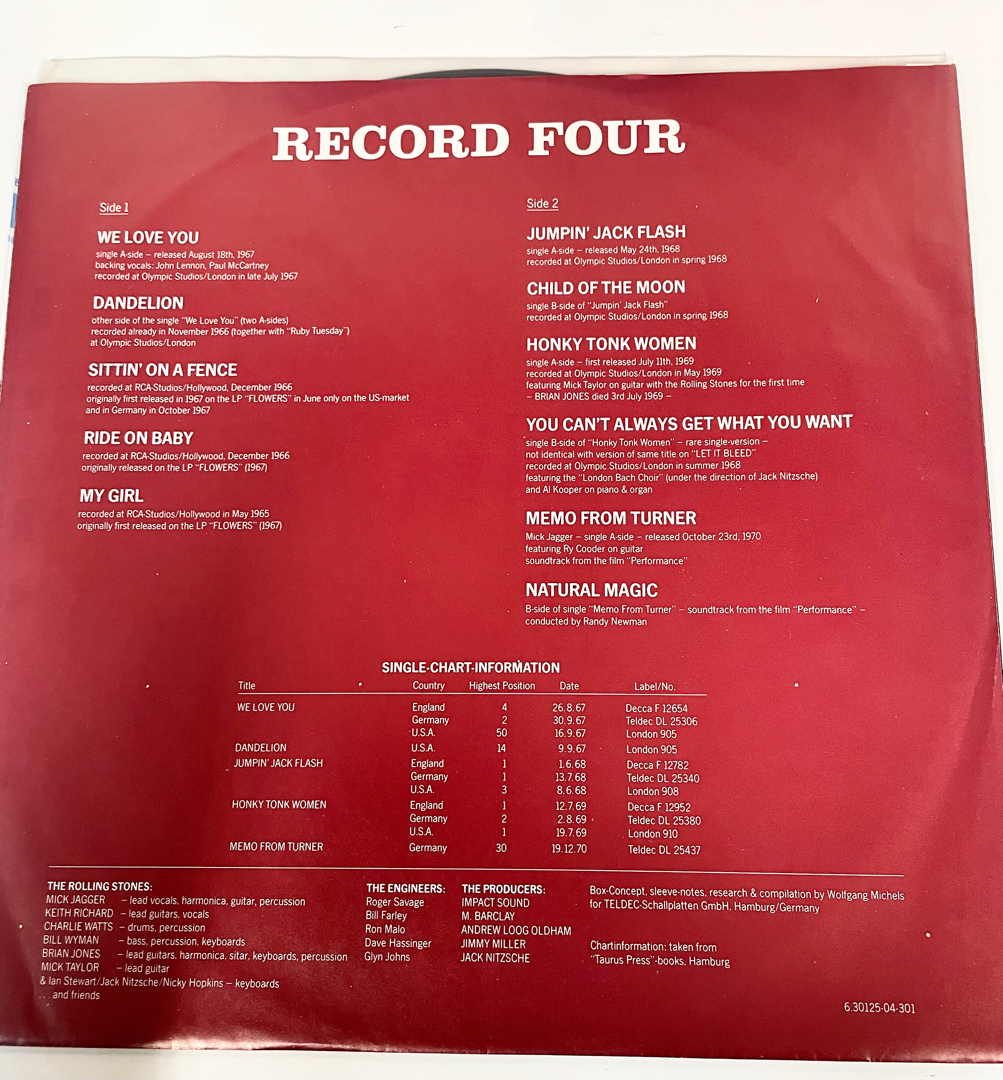 RECORD FOUR
Side 1
WE LOVE YOU
single A-side – released August 18th, 1967
backing vocals: John Lennon, Paul McCartney
recorded at Olympic Studios/London in late July 1967
DANDELION
other side of the single "We Love You" (two A-sides)
recorded already in November 1966 (together with "Ruby Tuesday")
at Olympic Studios/London
SITTIN' ON A FENCE
recorded at RCA-Studios/Hollywood, December 1966
originally first released in 1967 on the LP "FLOWERS" in June only on the US-market
and in Germany in October 1967
RIDE ON BABY
recorded at RCA-Studios/Hollywood, December 1966
originally released on the LP "FLOWERS" (1967)
MY GIRL
recorded at RCA-Studios/Hollywood in May 1965
originally first released on the LP "FLOWERS" (1967)
Side 2
JUMPIN' JACK FLASH
single A-side – released May 24th, 1968
recorded at Olympic Studios/London in spring 1968
CHILD OF THE MOON
single B-side of "Jumpin' Jack Flash"
recorded at Olympic Studios/London in spring 1968
HONKY TONK WOMEN
single A-side – first released July 11th, 1969
recorded at Olympic Studios/London in May 1969
featuring Mick Taylor on guitar with the Rolling Stones for the first time
– BRIAN JONES died 3rd July 1969 –
YOU CAN'T ALWAYS GET WHAT YOU WANT
single B-side of "Honky Tonk Women" – rare single-version –
not identical with version of same title on "LET IT BLEED"
recorded at Olympic Studios/London in summer 1968
featuring the "London Bach Choir" (under the direction of Jack Nitzsche)
and Al Kooper on piano & organ
MEMO FROM TURNER
Mick Jagger – single A-side – released October 23rd, 1970
featuring Ry Cooder on guitar
soundtrack from the film "Performance"
NATURAL MAGIC
B-side of single "Memo From Turner" – soundtrack from the film "Performance" –
conducted by Randy Newman
SINGLE-CHART-INFORMATION
Title Country Highest Position Date Label/No.
WE LOVE YOU England 4 26.8.67 Decca F 12654
Germany 2 30.9.67 Teldec DL 25306
U.S.A. 50 16.9.67 London 905
DANDELION U.S.A. 14 9.9.67 London 905
JUMPIN' JACK FLASH England 1 1.6.68 Decca F 12782
Germany 1 13.7.68 Teldec DL 25340
U.S.A. 3 8.6.68 London 908
HONKY TONK WOMEN England 1 12.7.69 Decca F 12952
Germany 2 2.8.69 Teldec DL 25380
U.S.A. 1 19.7.69 London 910
MEMO FROM TURNER Germany 30 19.12.70 Teldec DL 25437
THE ROLLING STONES:
MICK JAGGER – lead vocals, harmonica, guitar, percussion
KEITH RICHARD – lead guitars, vocals
CHARLIE WATTS – drums, percussion
BILL WYMAN – bass, percussion, keyboards
BRIAN JONES – lead guitars, harmonica, sitar, keyboards, percussion
MICK TAYLOR – lead guitar
& Ian Stewart/Jack Nitzsche/Nicky Hopkins – keyboards
... and friends
THE ENGINEERS:
Roger Savage
Bill Farley
Ron Malo
Dave Hassinger
Glyn Johns
THE PRODUCERS:
IMPACT SOUND
M. BARCLAY
ANDREW LOOG OLDHAM
JIMMY MILLER
JACK NITZSCHE
Box-Concept, sleeve-notes, research & compilation by Wolfgang Michels
for TELDEC-Schallplatten GmbH, Hamburg/Germany
Chartinformation: taken from
"Taurus Press"-books, Hamburg
6.30125-04-301